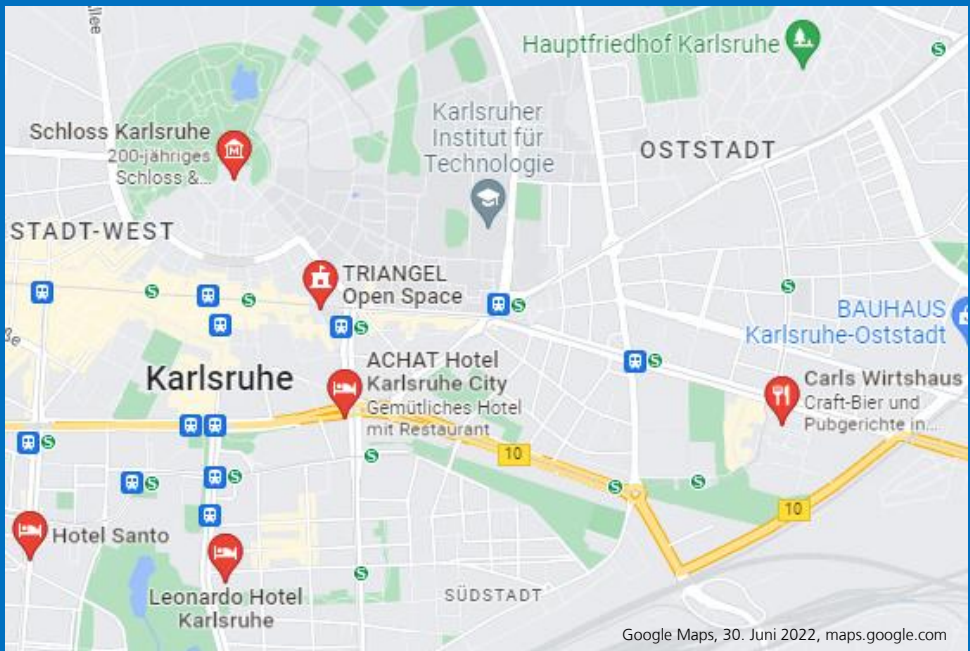 llee
Hauptfriedhof Karlsruhe
S
Karlsruher
Institut für
Technologie
Schloss Karlsruhe
200-jähriges
Schloss &...
M
OSTSTADT
STADT-WEST
TRIANGEL
Open Space
S
S
S
S
S
BAUHAUS
Karlsruhe-Oststadt
ße
Karlsruhe
ACHAT Hotel
Karlsruhe City
Gemütliches Hotel
mit Restaurant
S
Carls Wirtshaus
Craft-Bier und
Pubgerichte in...
S
S
10
S
S
S
S
10
Hotel Santo
Leonardo Hotel
Karlsruhe
S
SÜDSTADT
Google Maps, 30. Juni 2022, maps.google.com